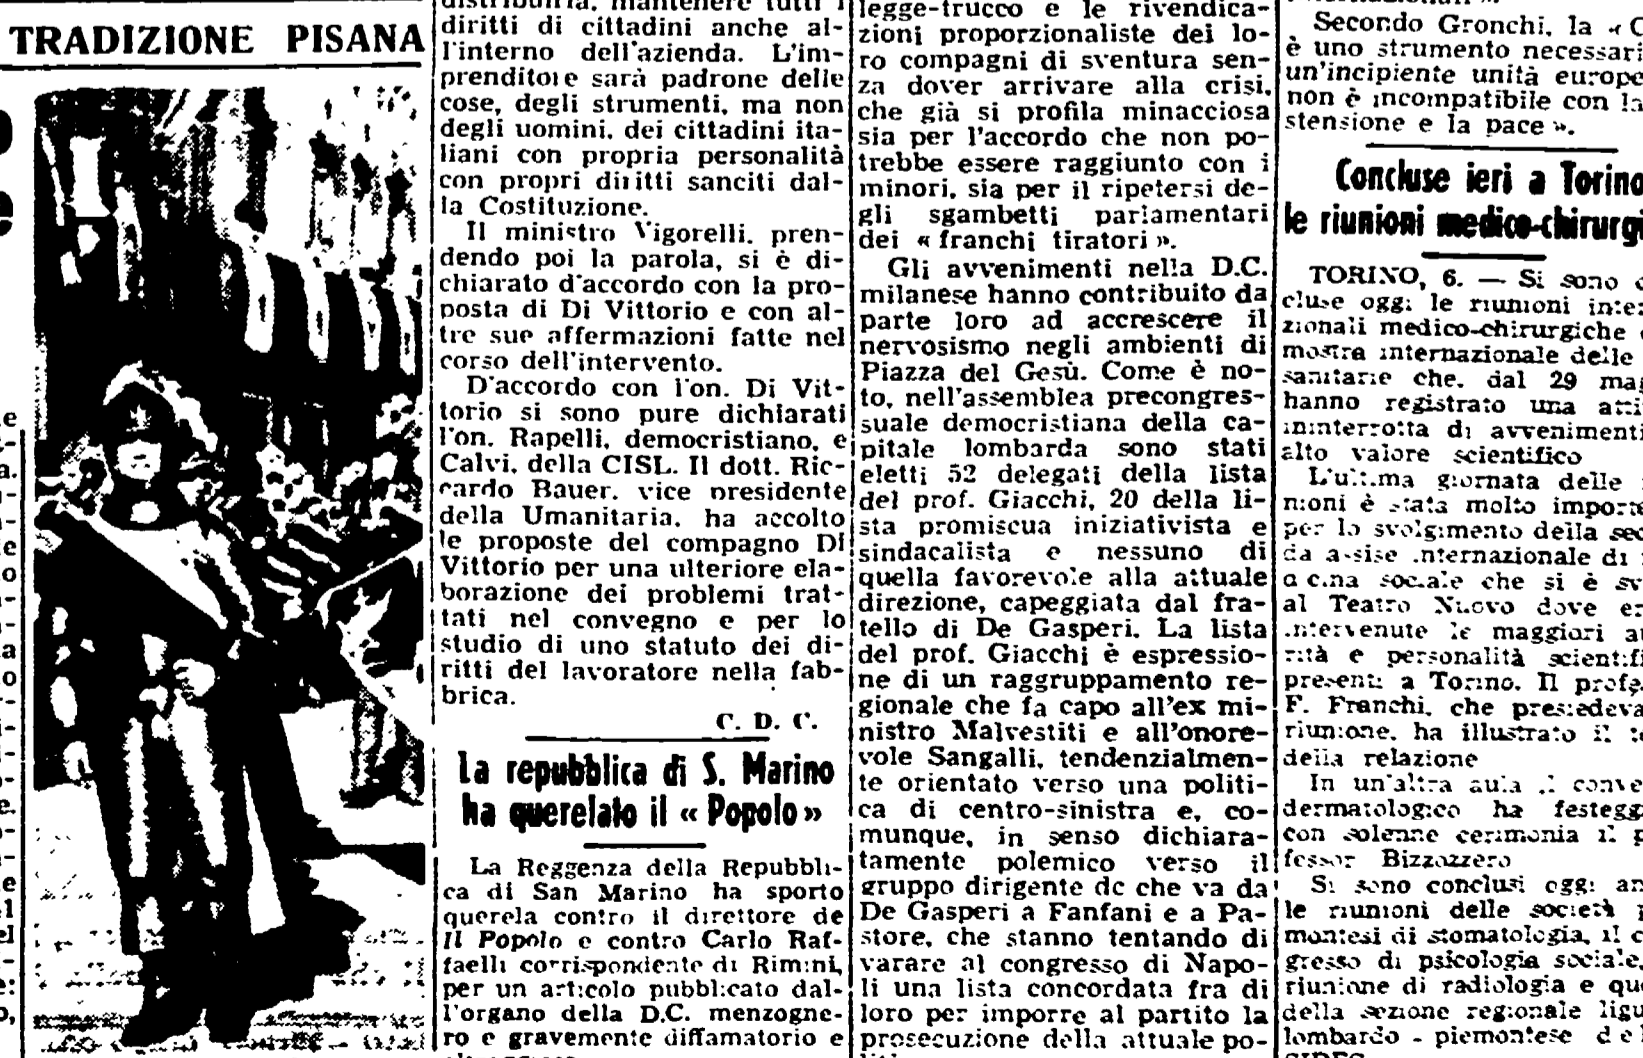 TRADIZIONE PISANA
diritti di cittadini anche al-
l'interno dell'azienda. L'im-
prenditore sarà padrone delle
cose, degli strumenti, ma non
degli uomini, dei cittadini ita-
liani con propria personalità
con propri diritti sanciti dal-
la Costituzione.
Il ministro Vigorelli, pren-
dendo poi la parola, si è di-
chiarato d'accordo con la pro-
posta di Di Vittorio e con al-
tre sue affermazioni fatte nel
corso dell'intervento.
D'accordo con l'on. Di Vit-
torio si sono pure dichiarati
l'on. Rapelli, democristiano, e
Calvi, della CISL. Il dott. Ric-
cardo Bauer, vice presidente
della Umanitaria, ha accolto
le proposte del compagno Di
Vittorio per una ulteriore ela-
borazione dei problemi trat-
tati nel convegno e per lo
studio di uno statuto dei di-
ritti del lavoratore nella fab-
brica.
C. D. C.
La repubblica di S. Marino
ha querelato il « Popolo »
La Reggenza della Repubbli-
ca di San Marino ha sporto
querela contro il direttore de
Il Popolo e contro Carlo Raf-
faelli corrispondente di Rimini,
per un articolo pubblicato dal-
l'organo della D.C. menzogne-
ro e gravemente diffamatorio e
legge-trucco e le rivendica-
zioni proporzionaliste dei lo-
ro compagni di sventura sen-
za dover arrivare alla crisi,
che già si profila minacciosa
sia per l'accordo che non po-
trebbe essere raggiunto con i
minori, sia per il ripetersi de-
gli sgambetti parlamentari
dei « franchi tiratori ».
Gli avvenimenti nella D.C.
milanese hanno contribuito da
parte loro ad accrescere il
nervosismo negli ambienti di
Piazza del Gesù. Come è no-
to, nell'assemblea precongres-
suale democristiana della ca-
pitale lombarda sono stati
eletti 52 delegati della lista
del prof. Giacchi, 20 della li-
sta promiscua iniziativista e
sindacalista e nessuno di
quella favorevole alla attuale
direzione, capeggiata dal fra-
tello di De Gasperi. La lista
del prof. Giacchi è espressio-
ne di un raggruppamento re-
gionale che fa capo all'ex mi-
nistro Malvestiti e all'onore-
vole Sangalli, tendenzialmen-
te orientato verso una politi-
ca di centro-sinistra e, co-
munque, in senso dichiara-
tamente polemico verso il
gruppo dirigente dc che va da
De Gasperi a Fanfani e a Pa-
store, che stanno tentando di
varare al congresso di Napo-
li una lista concordata fra di
loro per imporre al partito la
prosecuzione della attuale po-
Secondo Gronchi, la « C
è uno strumento necessari
un'incipiente unità europe
non è incompatibile con la
stensione e la pace ».
Concluse ieri a Torino
le riunioni medico-chirurg
TORINO, 6. — Si sono c
cluse oggi le riunioni inter
zionali medico-chirurgiche
mostra internazionale delle
sanitarie che, dal 29 mag
hanno registrato una atti
ininterrotta di avvenimenti
alto valore scientifico
L'ultima giornata delle
nioni è stata molto importa
per lo svolgimento della sec
da assise internazionale di
dicina sociale che si è sv
al Teatro Nuovo dove er
intervenute le maggiori au
rità e personalità scientifi
presenti a Torino. Il profe
F. Franchi, che presiedeva
riunione, ha illustrato il te
della relazione
In un'altra aula il conve
dermatologico ha festegg
con solenne cerimonia il p
fessor Bizzozzero
Si sono conclusi oggi an
le riunioni delle società
montesi di stomatologia, il c
gresso di psicologia sociale,
riunione di radiologia e que
della sezione regionale ligu
lombardo - piemontese de